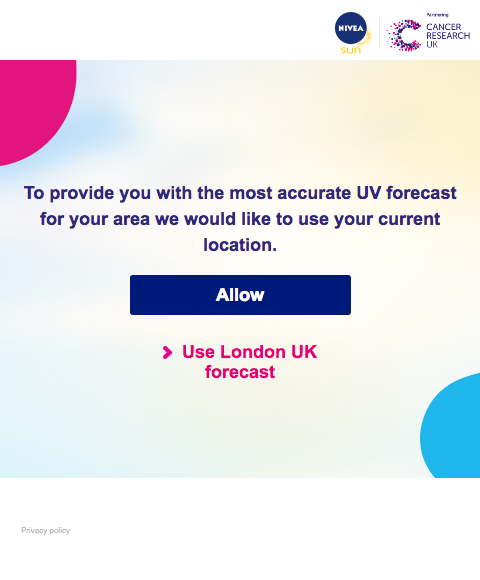 Partnering
NIVEA
SUN
CANCER
RESEARCH
UK
To provide you with the most accurate UV forecast
for your area we would like to use your current
location.
Allow
Use London UK
forecast
Privacy policy